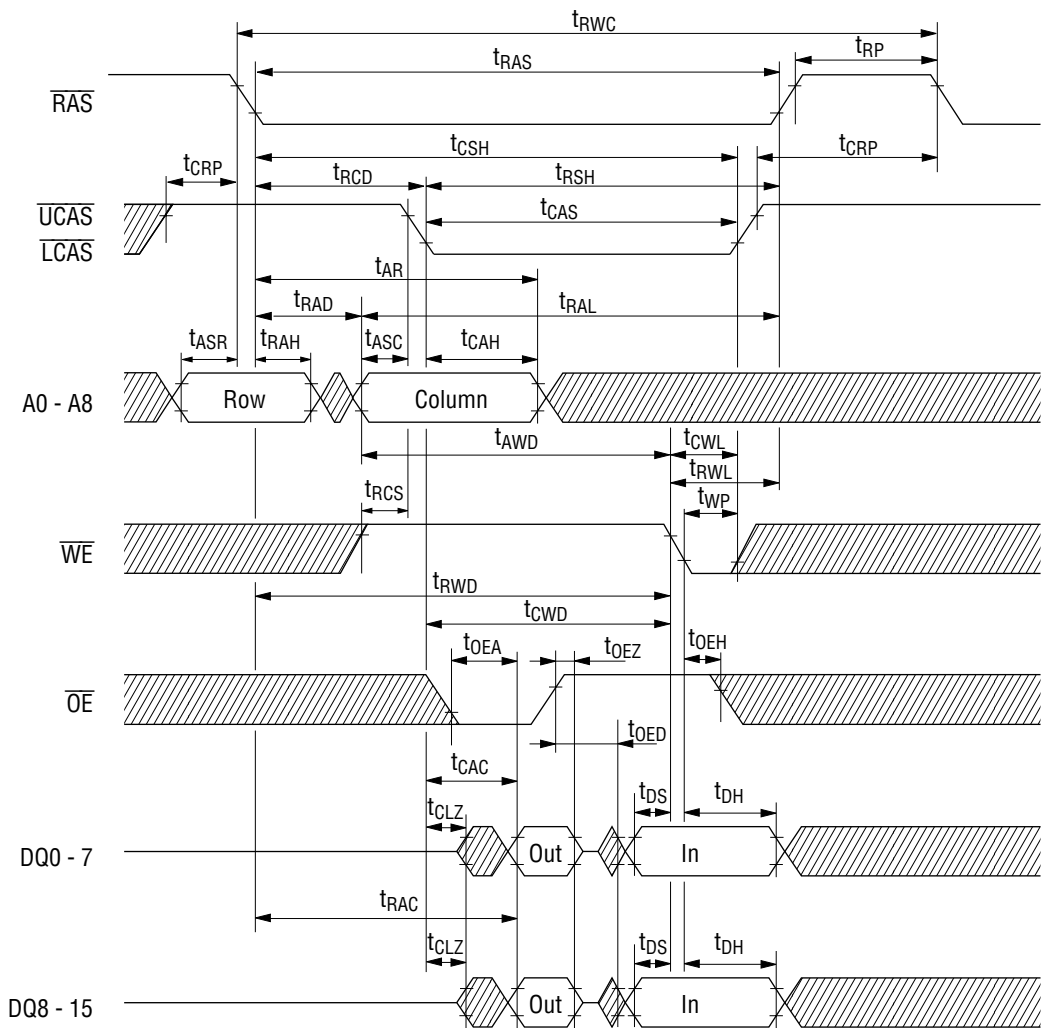 tRWC
tRAS
tRP
RAS
tCSH
tCRP
tCRP
tRCD
tRSH
UCAS
LCAS
tCAS
tAR
tRAD
tRAL
tASR
tRAH
tASC
tCAH
A0 - A8
Row
Column
tAWD
tCWL
tRWL
tRCS
tWP
WE
tRWD
tCWD
tOEA
tOEZ
tOEH
OE
tOED
tCAC
tCLZ
tDS
tDH
DQ0 - 7
Out
In
tRAC
tCLZ
tDS
tDH
DQ8 - 15
Out
In